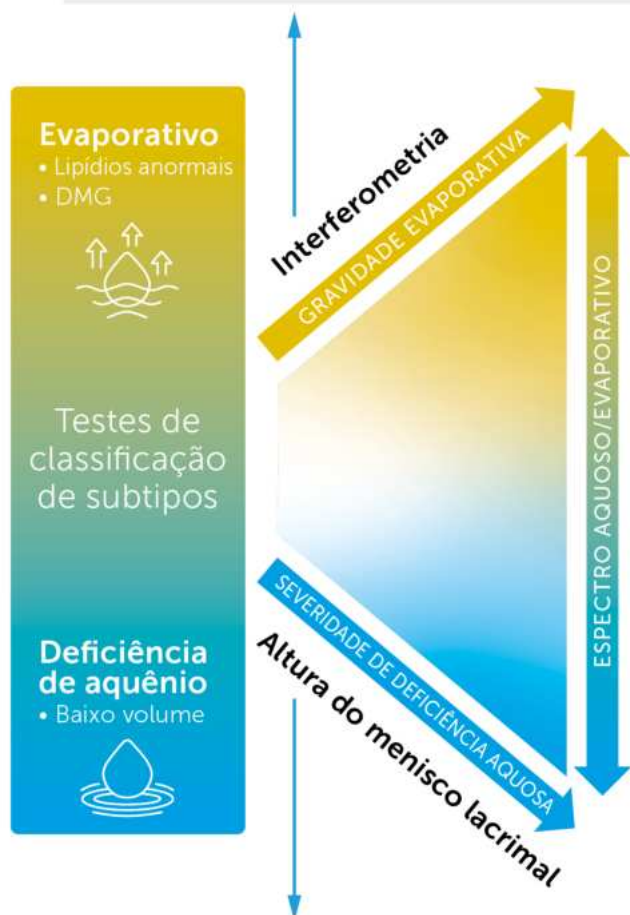 Evaporativo
• Lipídios anormais
• DMG
Testes de
classificação
de subtipos
Deficiência
de aquênio
• Baixo volume
Interferometria
GRAVIDADE EVAPORATIVA
SEVERIDADE DE DEFICIÊNCIA AQUOSA
Altura do menisco lacrimal
ESPECTRO AQUOSO/EVAPORATIVO